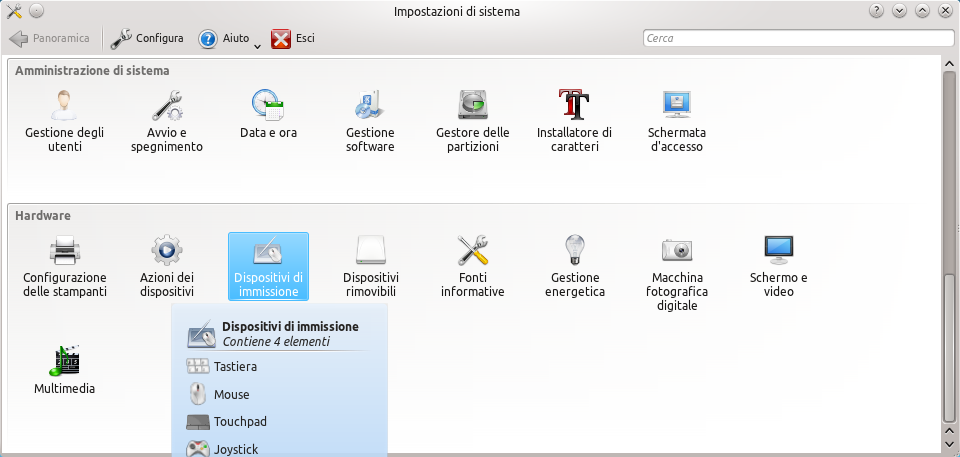 Impostazioni di sistema
Panoramica
Configura
Aiuto
Esci
Cerca
Amministrazione di sistema
Gestione degli
utenti
Avvio e
spegnimento
Data e ora
Gestione
software
Gestore delle
partizioni
Installatore di
caratteri
Schermata
d'accesso
Hardware
Configurazione
delle stampanti
Azioni dei
dispositivi
Dispositivi di
immissione
Dispositivi
rimovibili
Fonti
informative
Gestione
energetica
Macchina
fotografica
digitale
Schermo e
video
Multimedia
Dispositivi di immissione
Contiene 4 elementi
Tastiera
Mouse
Touchpad
Joystick